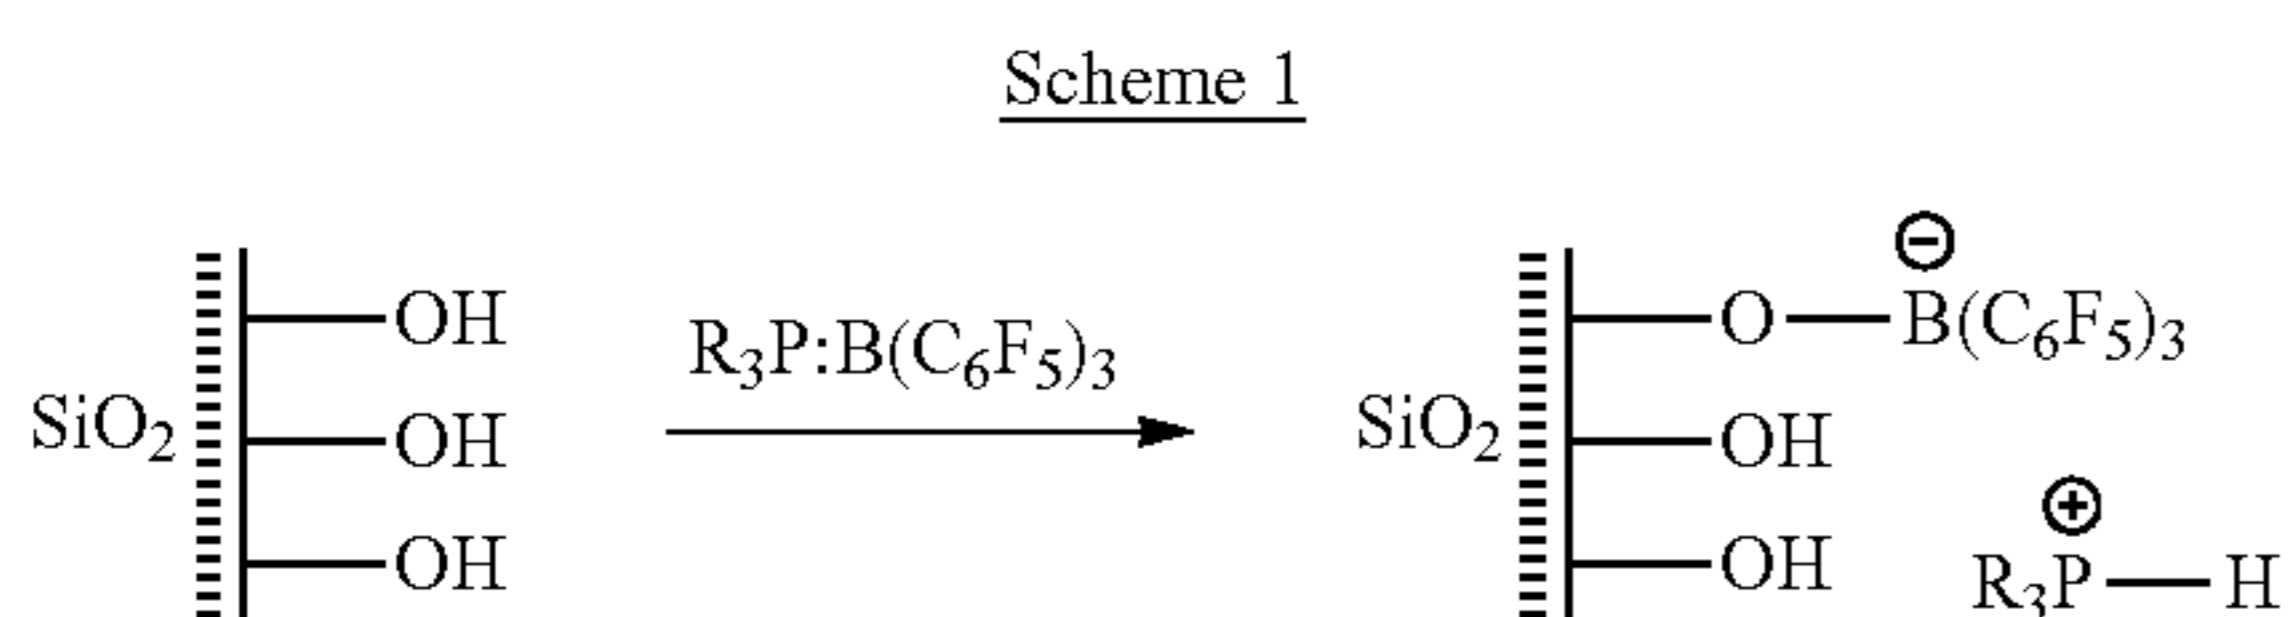 Scheme 1
⊖
OH R₃P:B(C₆F₅)₃ O—B(C₆F₅)₃
SiO₂ OH SiO₂ OH
⊕
OH OH R₃P—H